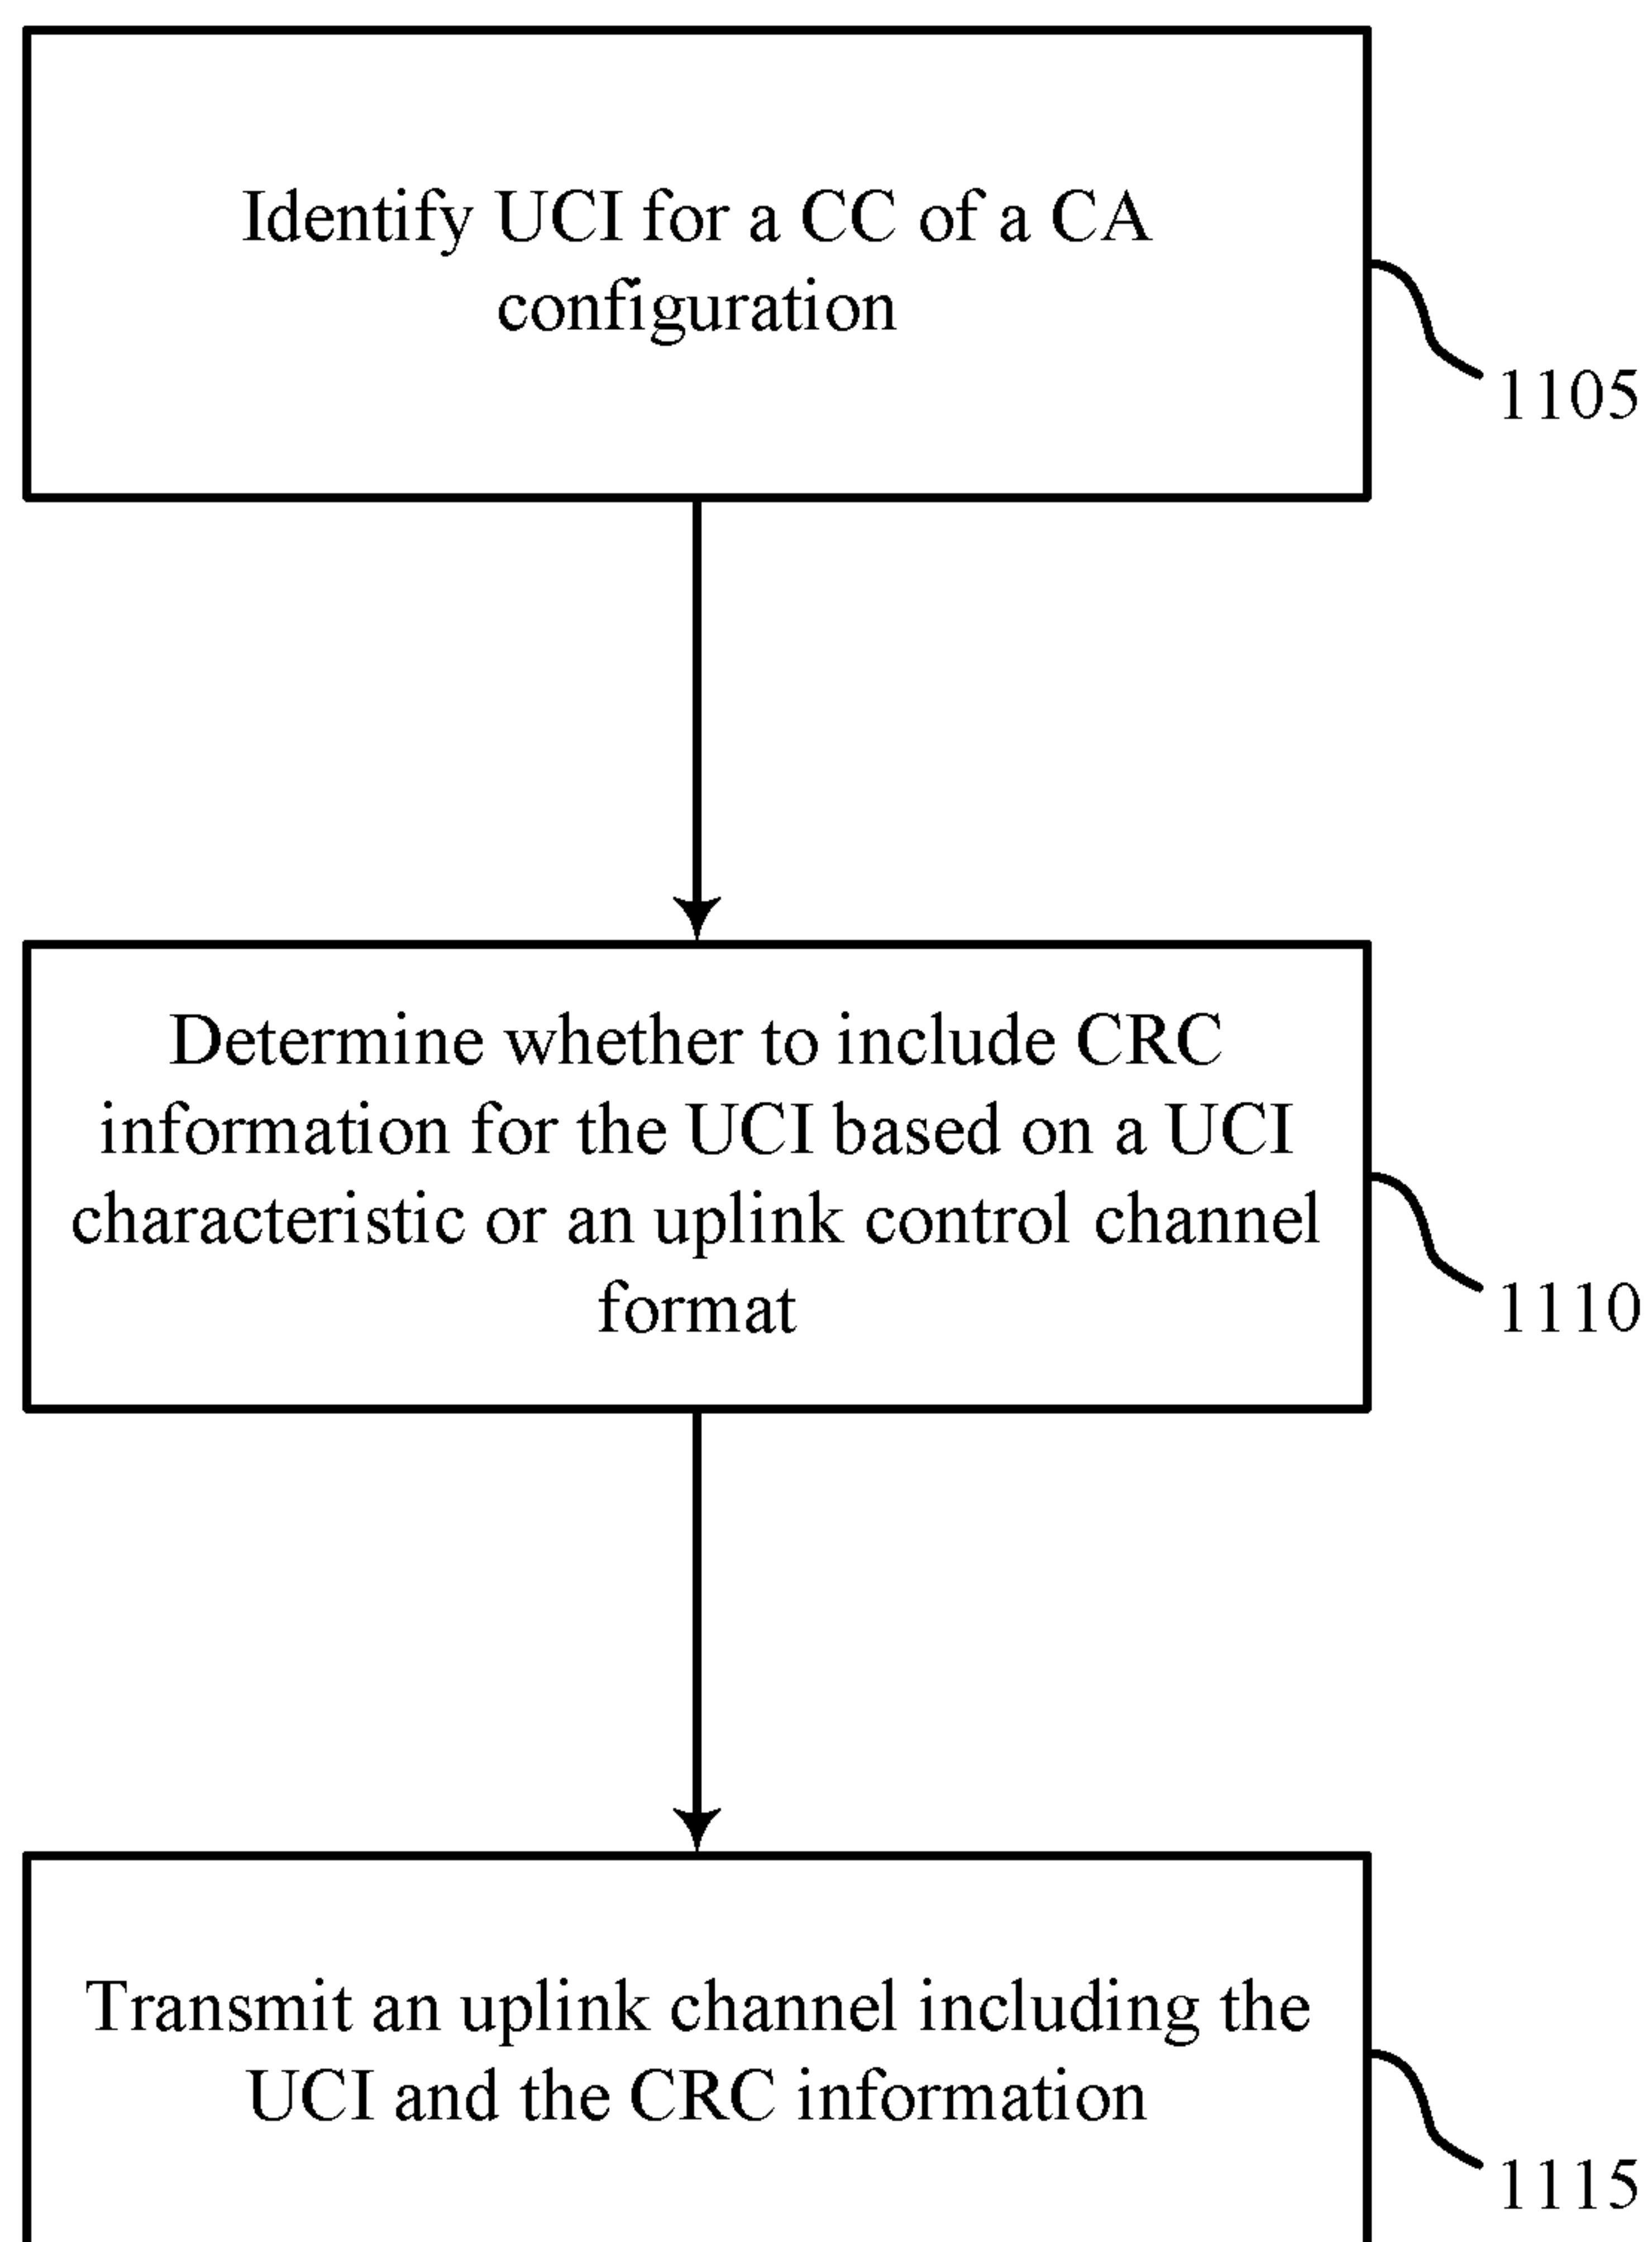 Identify UCI for a CC of a CA
configuration
1105
Determine whether to include CRC
information for the UCI based on a UCI
characteristic or an uplink control channel
format
1110
Transmit an uplink channel including the
UCI and the CRC information
1115